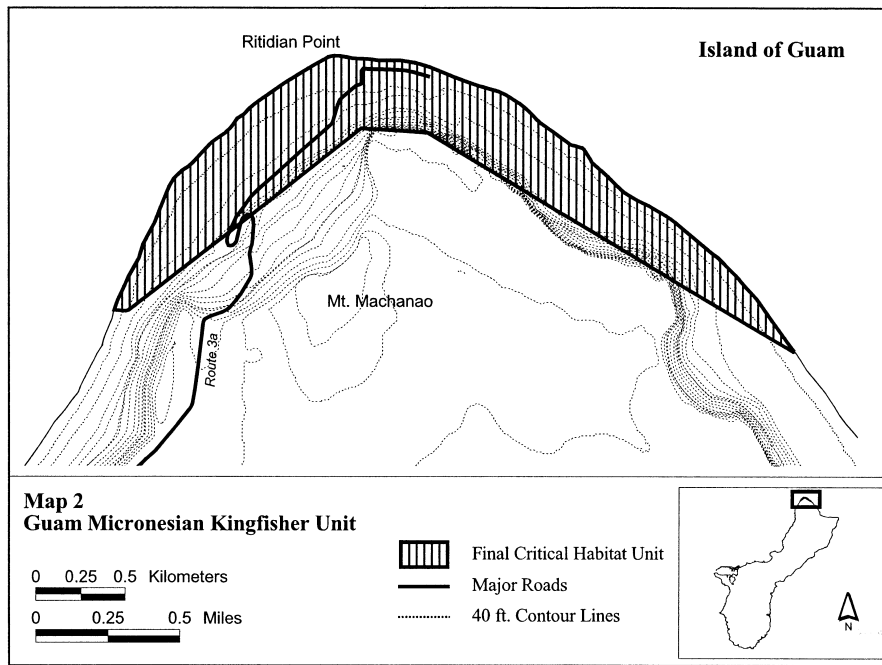 Ritidian Point
Island of Guam
Mt. Machanao
Route 3a
Map 2
Guam Micronesian Kingfisher Unit
0 0.25 0.5 Kilometers
0 0.25 0.5 Miles
Final Critical Habitat Unit
Major Roads
40 ft. Contour Lines
N